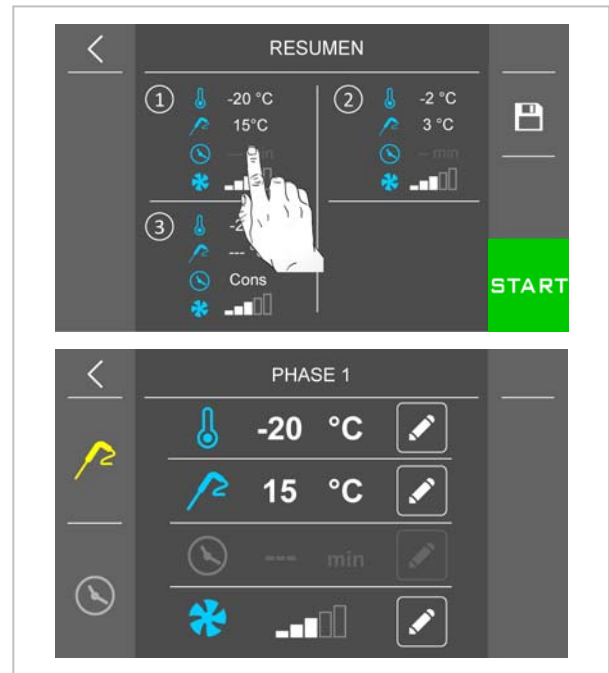 RESUMEN
1 -20 °C
15°C
2 -2 °C
3 °C
– min
3
---
Cons
START
PHASE 1
-20 °C
15 °C
--- min